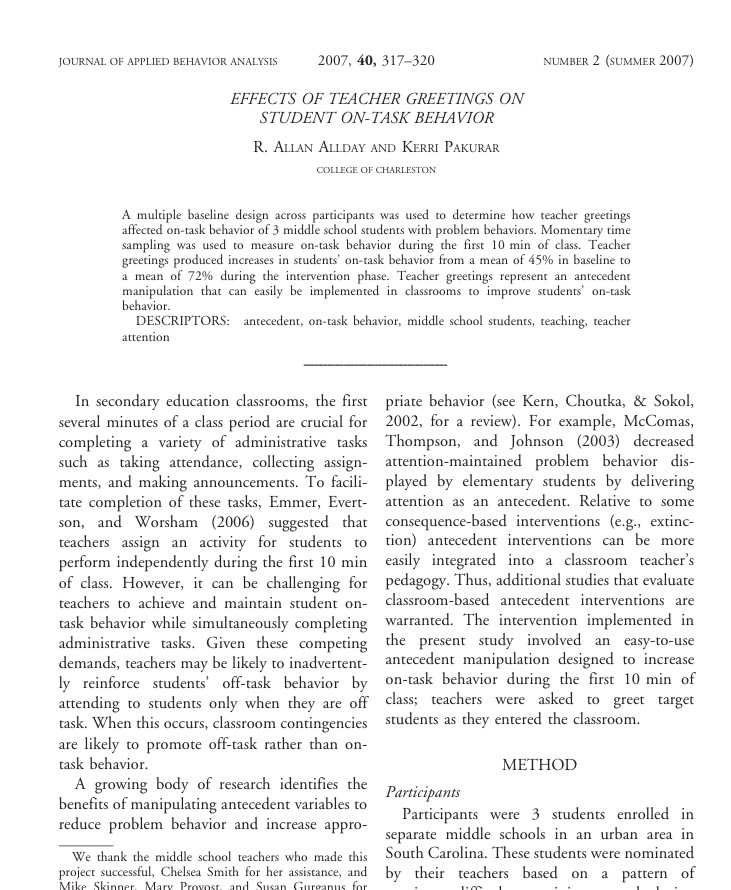 JOURNAL OF APPLIED BEHAVIOR ANALYSIS 2007, 40, 317–320 NUMBER 2 (SUMMER 2007)
EFFECTS OF TEACHER GREETINGS ON
STUDENT ON-TASK BEHAVIOR
R. ALLAN ALLDAY AND KERRI PAKURAR
COLLEGE OF CHARLESTON
A multiple baseline design across participants was used to determine how teacher greetings
affected on-task behavior of 3 middle school students with problem behaviors. Momentary time
sampling was used to measure on-task behavior during the first 10 min of class. Teacher
greetings produced increases in students' on-task behavior from a mean of 45% in baseline to
a mean of 72% during the intervention phase. Teacher greetings represent an antecedent
manipulation that can easily be implemented in classrooms to improve students' on-task
behavior.
DESCRIPTORS: antecedent, on-task behavior, middle school students, teaching, teacher
attention
In secondary education classrooms, the first
several minutes of a class period are crucial for
completing a variety of administrative tasks
such as taking attendance, collecting assign-
ments, and making announcements. To facili-
tate completion of these tasks, Emmer, Evert-
son, and Worsham (2006) suggested that
teachers assign an activity for students to
perform independently during the first 10 min
of class. However, it can be challenging for
teachers to achieve and maintain student on-
task behavior while simultaneously completing
administrative tasks. Given these competing
demands, teachers may be likely to inadvertent-
ly reinforce students' off-task behavior by
attending to students only when they are off
task. When this occurs, classroom contingencies
are likely to promote off-task rather than on-
task behavior.
A growing body of research identifies the
benefits of manipulating antecedent variables to
reduce problem behavior and increase appro-
We thank the middle school teachers who made this
project successful, Chelsea Smith for her assistance, and
Mike Skinner, Mary Provost, and Susan Gurganus for
priate behavior (see Kern, Choutka, & Sokol,
2002, for a review). For example, McComas,
Thompson, and Johnson (2003) decreased
attention-maintained problem behavior dis-
played by elementary students by delivering
attention as an antecedent. Relative to some
consequence-based interventions (e.g., extinc-
tion) antecedent interventions can be more
easily integrated into a classroom teacher's
pedagogy. Thus, additional studies that evaluate
classroom-based antecedent interventions are
warranted. The intervention implemented in
the present study involved an easy-to-use
antecedent manipulation designed to increase
on-task behavior during the first 10 min of
class; teachers were asked to greet target
students as they entered the classroom.
METHOD
Participants
Participants were 3 students enrolled in
separate middle schools in an urban area in
South Carolina. These students were nominated
by their teachers based on a pattern of